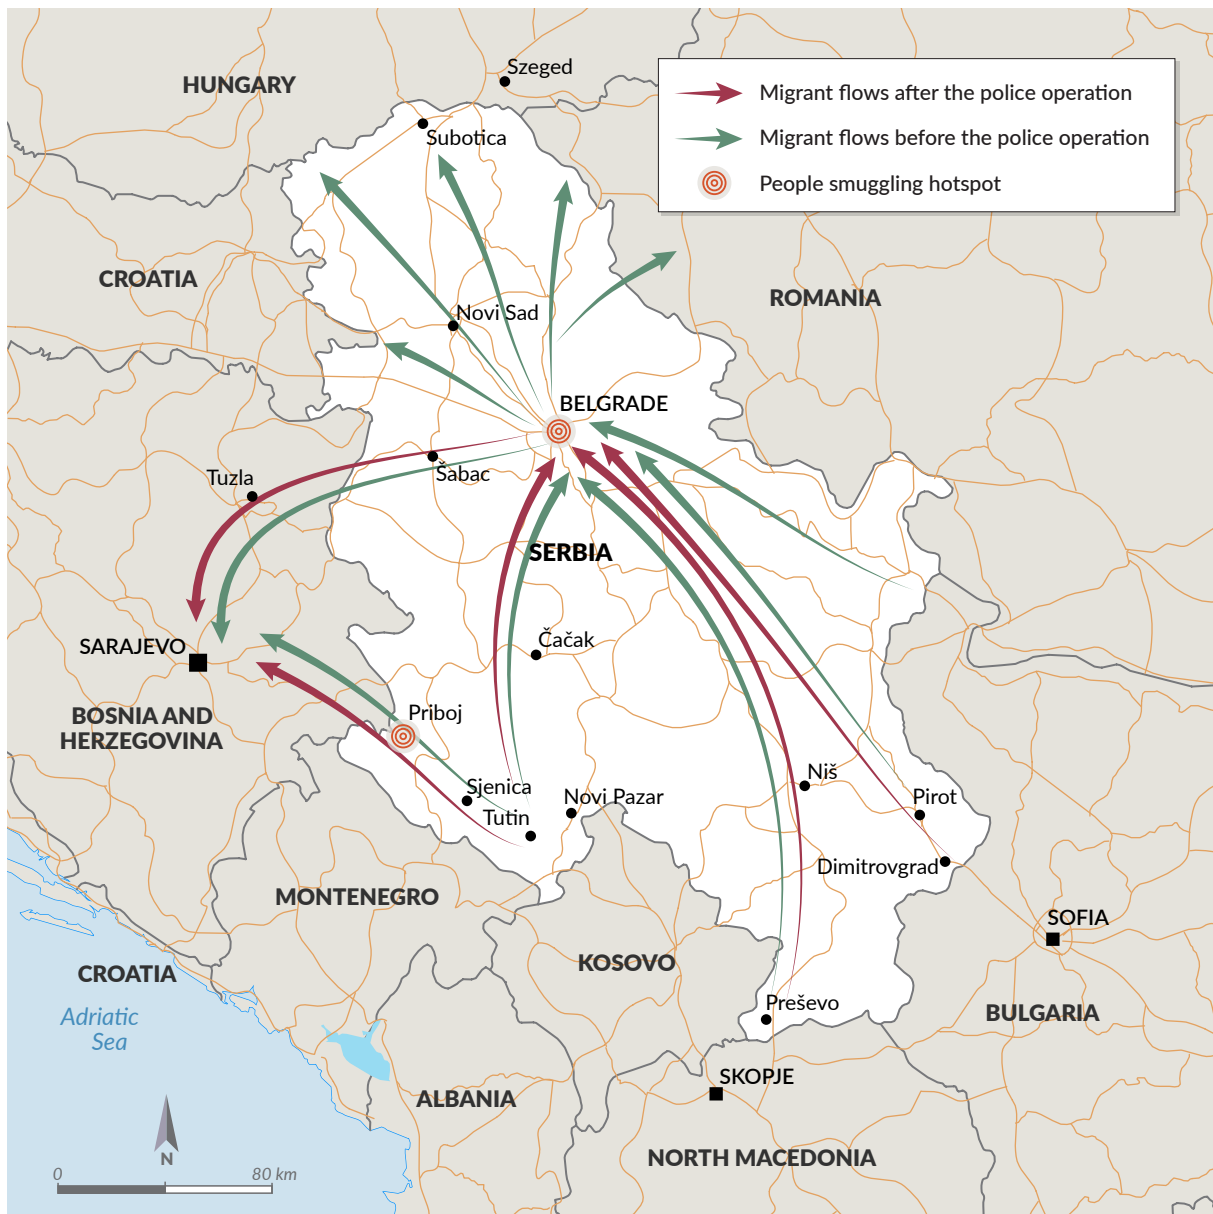 Szeged
HUNGARY
Migrant flows after the police operation
Subotica
Migrant flows before the police operation
People smuggling hotspot
CROATIA
ROMANIA
Novi Sad
BELGRADE
Tuzla
Šabac
SERBIA
Čačak
SARAJEVO
BOSNIA AND
HERZEGOVINA
Priboj
Niš
Sjenica
Novi Pazar
Pirot
Tutin
Dimitrovgrad
MONTENEGRO
SOFIA
KOSOVO
CROATIA
Preševo
BULGARIA
Adriatic
Sea
SKOPJE
ALBANIA
NORTH MACEDONIA
N
0 80 km